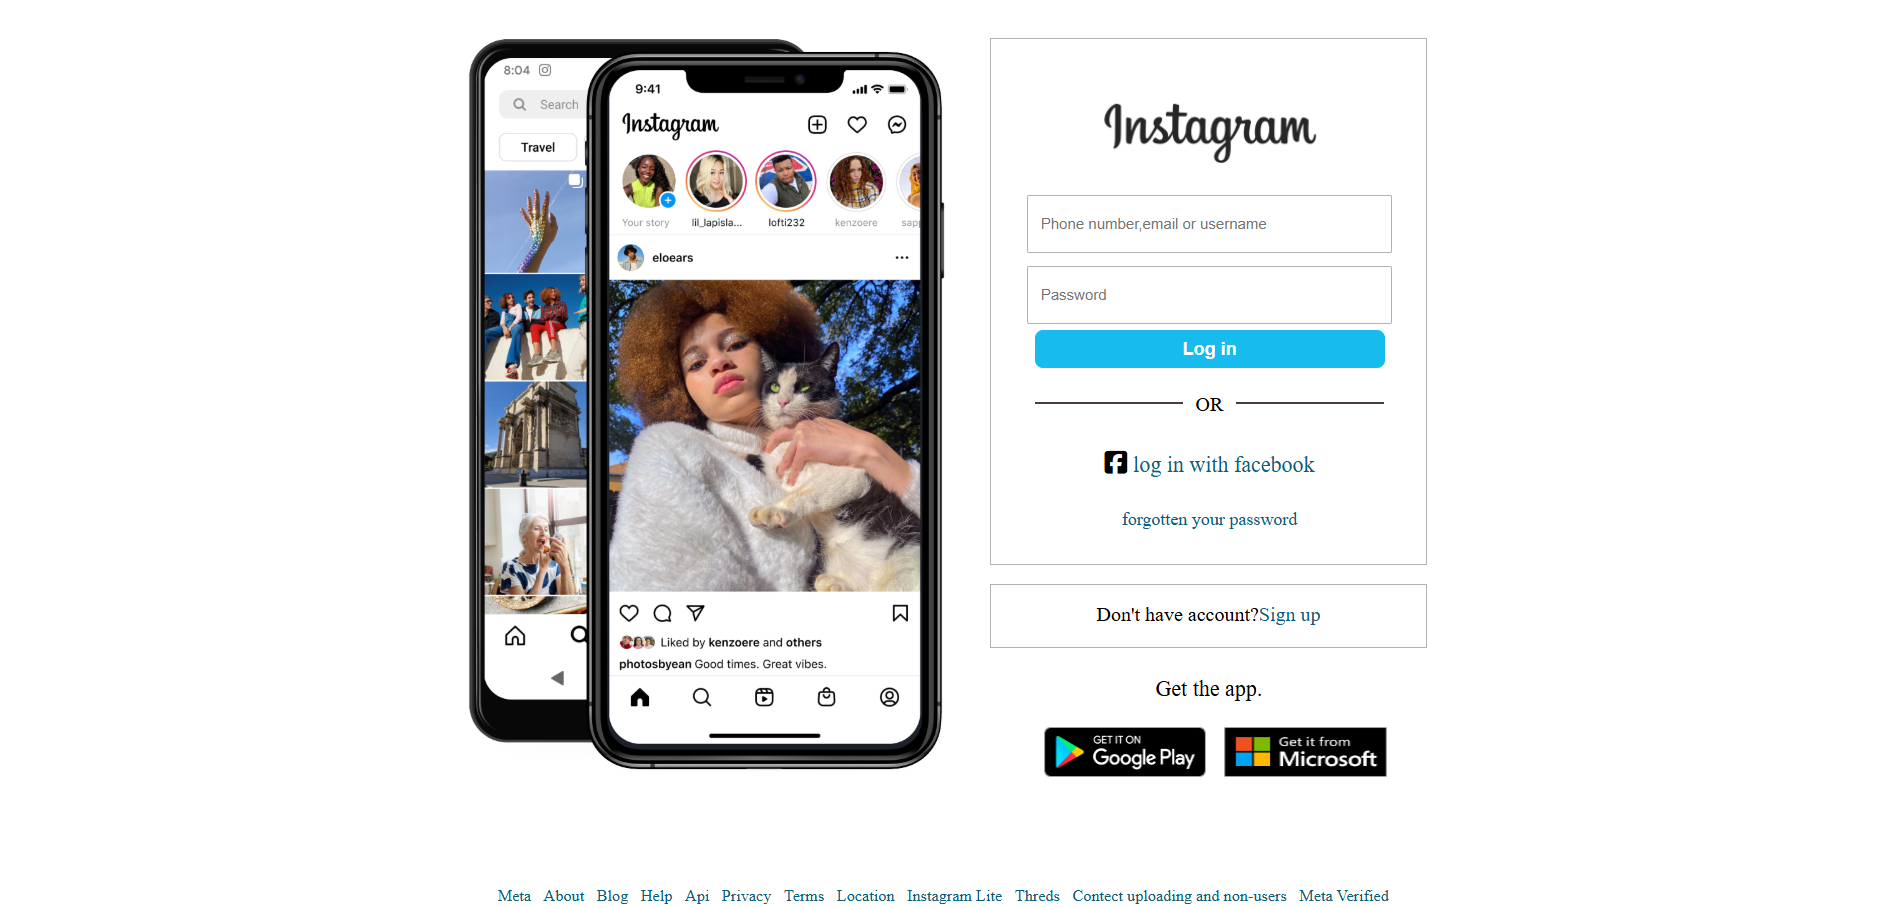 8:04
Search
Travel
9:41
Instagram
Your story
lil_lapisla...
lofti232
kenzoere
sapp
eloears
Liked by kenzoere and others
photosbyean Good times. Great vibes.
Instagram
Phone number,email or username
Password
Log in
OR
log in with facebook
forgotten your password
Don't have account?Sign up
Get the app.
GET IT ON
Google Play
Get it from
Microsoft
Meta About Blog Help Api Privacy Terms Location Instagram Lite Threds Contect uploading and non-users Meta Verified